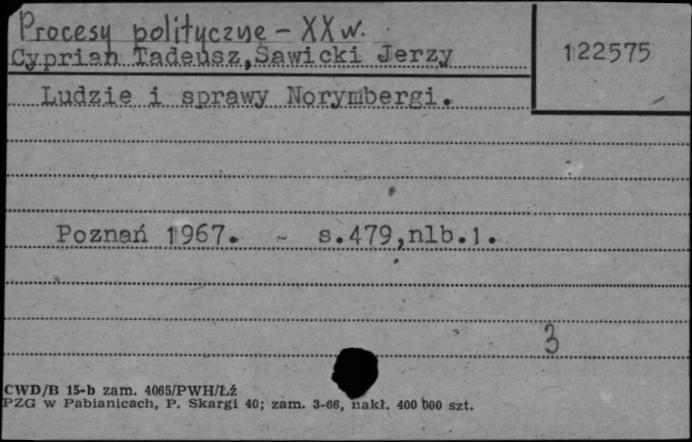 Procesy polityczne - XX w.
Cyprian Tadeusz, Sawicki Jerzy
122575
Ludzie i sprawy Norymbergi.
Poznań 1967. - s.479,nlb.1.
3
CWD/B 15-b zam. 4065/PWH/Łź
PZG w Pabianicach, P. Skargi 40; zam. 3-66, nakł. 400 000 szt.